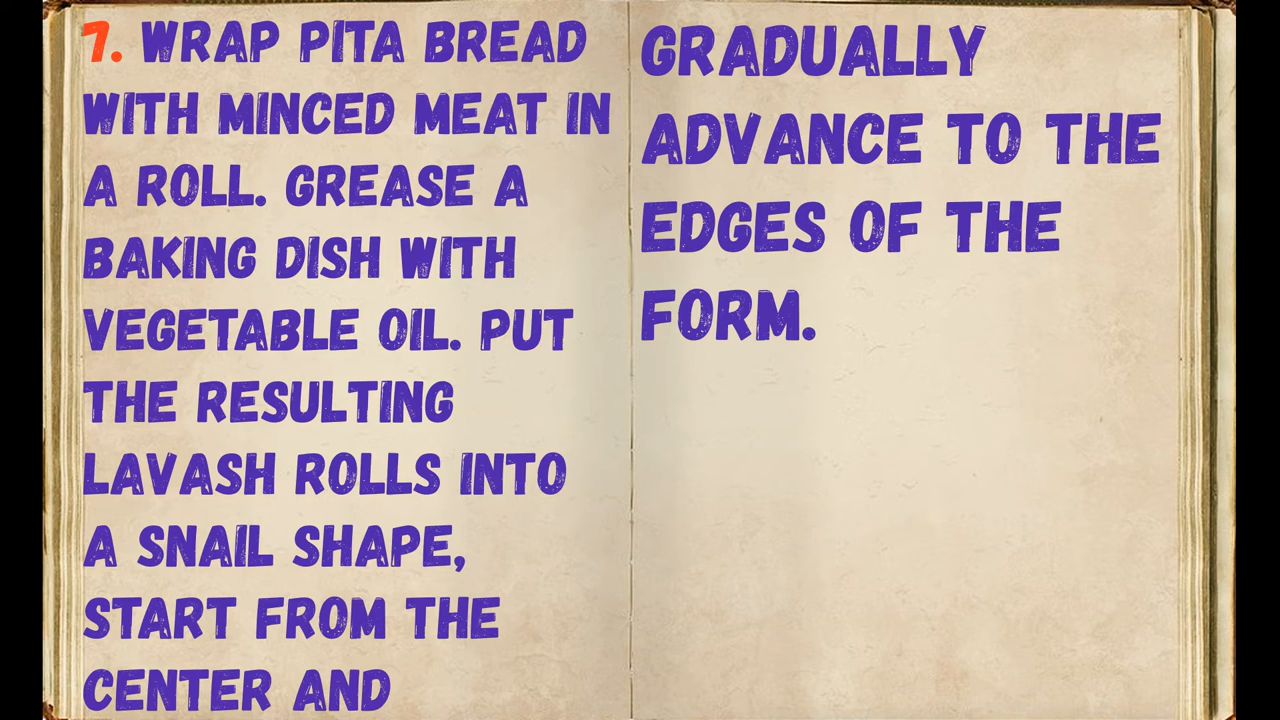 7. WRAP PITA BREAD
WITH MINCED MEAT IN
A ROLL. GREASE A
BAKING DISH WITH
VEGETABLE OIL. PUT
THE RESULTING
LAVASH ROLLS INTO
A SNAIL SHAPE,
START FROM THE
CENTER AND
GRADUALLY
ADVANCE TO THE
EDGES OF THE
FORM.